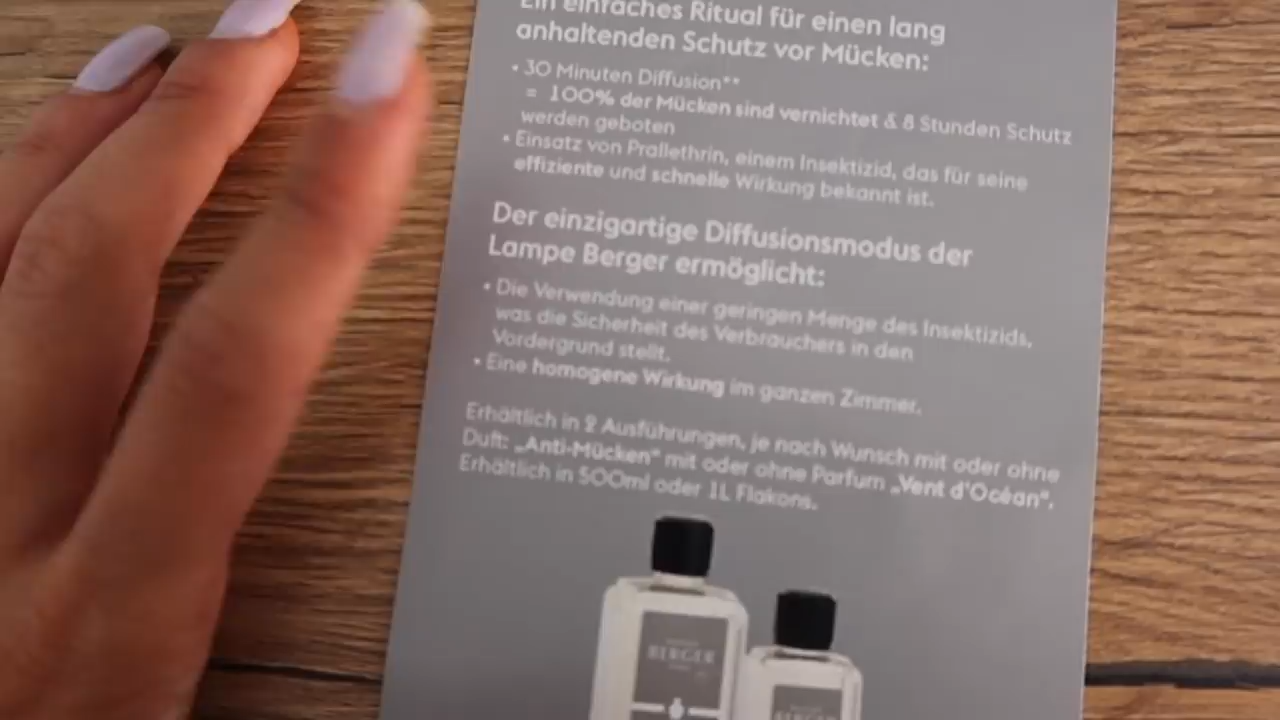 Ein einfaches Ritual für einen lang
anhaltenden Schutz vor Mücken:
• 30 Minuten Diffusion**
= 100% der Mücken sind vernichtet & 8 Stunden Schutz
werden geboten
• Einsatz von Prallethrin, einem Insektizid, das für seine
effiziente und schnelle Wirkung bekannt ist.
Der einzigartige Diffusionsmodus der
Lampe Berger ermöglicht:
• Die Verwendung einer geringen Menge des Insektizids,
was die Sicherheit des Verbrauchers in den
Vordergrund stellt.
• Eine homogene Wirkung im ganzen Zimmer.
Erhältlich in 2 Ausführungen, je nach Wunsch mit oder ohne
Duft: „Anti-Mücken" mit oder ohne Parfum „Vent d'Océan".
Erhältlich in 500ml oder 1L Flakons.
BERGER
BERGER